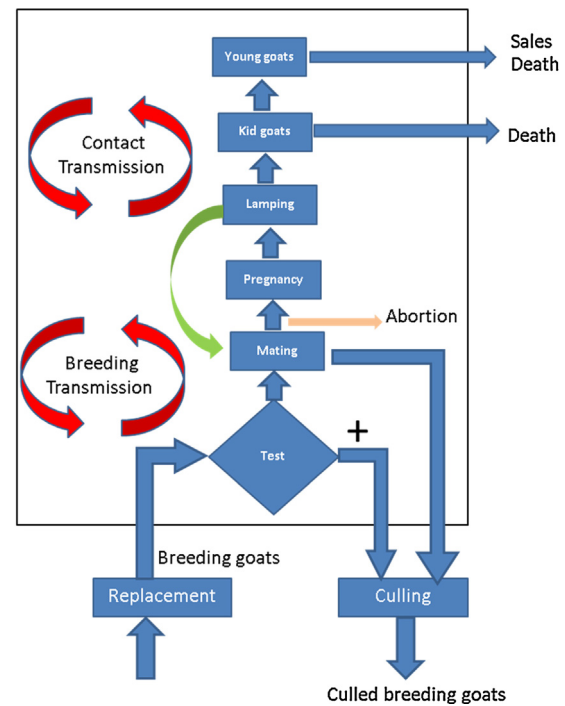 Young goats
Sales
Death
Kid goats
Death
Contact
Transmission
Lamping
Pregnancy
Abortion
Mating
Breeding
Transmission
+
Test
Breeding goats
Replacement
Culling
Culled breeding goats